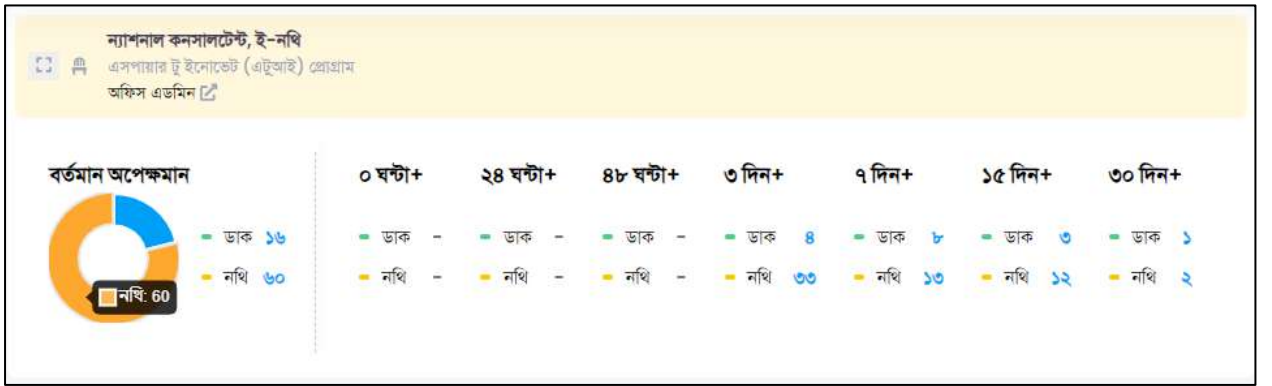 ন্যাশনাল কনসালটেন্ট, ই-নথি
এসপায়ার টু ইনোভেট (এটুআই) প্রোগ্রাম
অফিস এডমিন
বর্তমান অপেক্ষমান
ডাক ১৬
নথি ৬০
নথি: 60
০ ঘন্টা+ ২৪ ঘন্টা+ ৪৮ ঘন্টা+ ৩ দিন+ ৭ দিন+ ১৫ দিন+ ৩০ দিন+
ডাক - ডাক - ডাক - ডাক ৪ ডাক ৮ ডাক ৩ ডাক ১
নথি - নথি - নথি - নথি ৩৩ নথি ১৩ নথি ১২ নথি ২